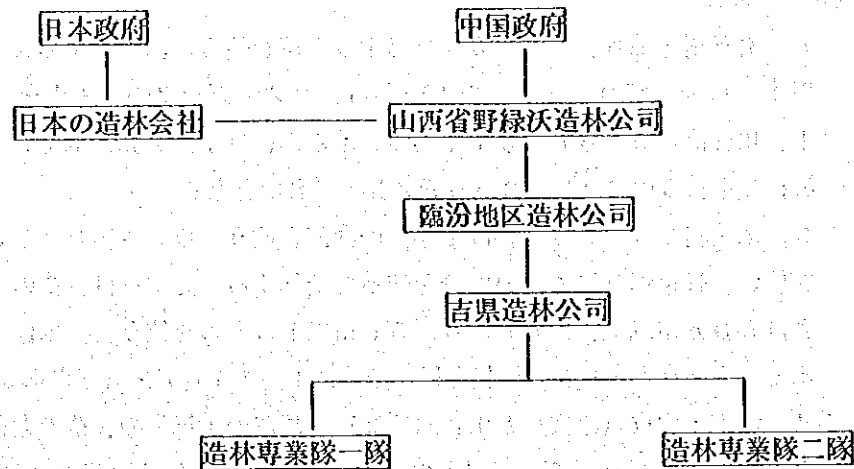 日本政府
中国政府
日本の造林会社
山西省野緑沃造林公司
臨汾地区造林公司
吉県造林公司
造林専業隊一隊
造林専業隊二隊